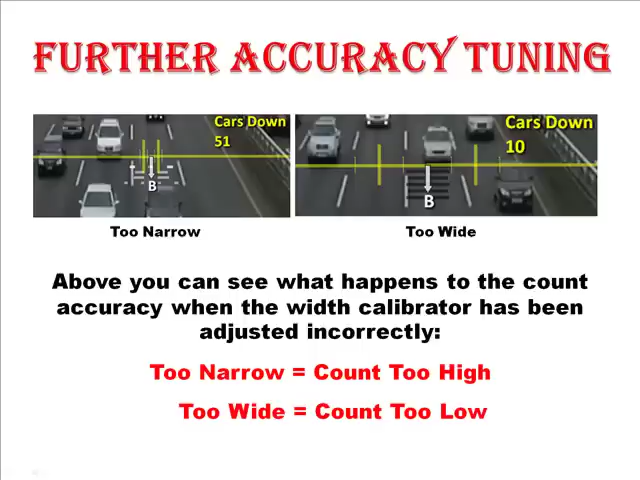 FURTHER ACCURACY TUNING
Cars Down
51
B
Cars Down
10
B
Too Narrow
Too Wide
Above you can see what happens to the count
accuracy when the width calibrator has been
adjusted incorrectly:
Too Narrow = Count Too High
Too Wide = Count Too Low